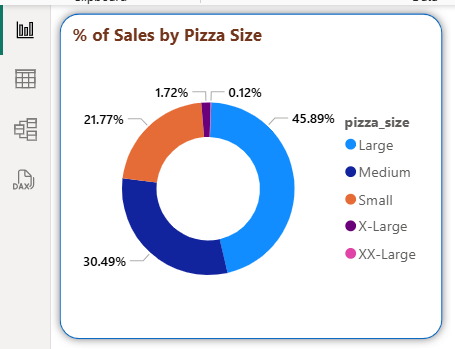 % of Sales by Pizza Size
1.72%
0.12%
21.77%
45.89%
30.49%
pizza_size
Large
Medium
Small
X-Large
XX-Large
DAX